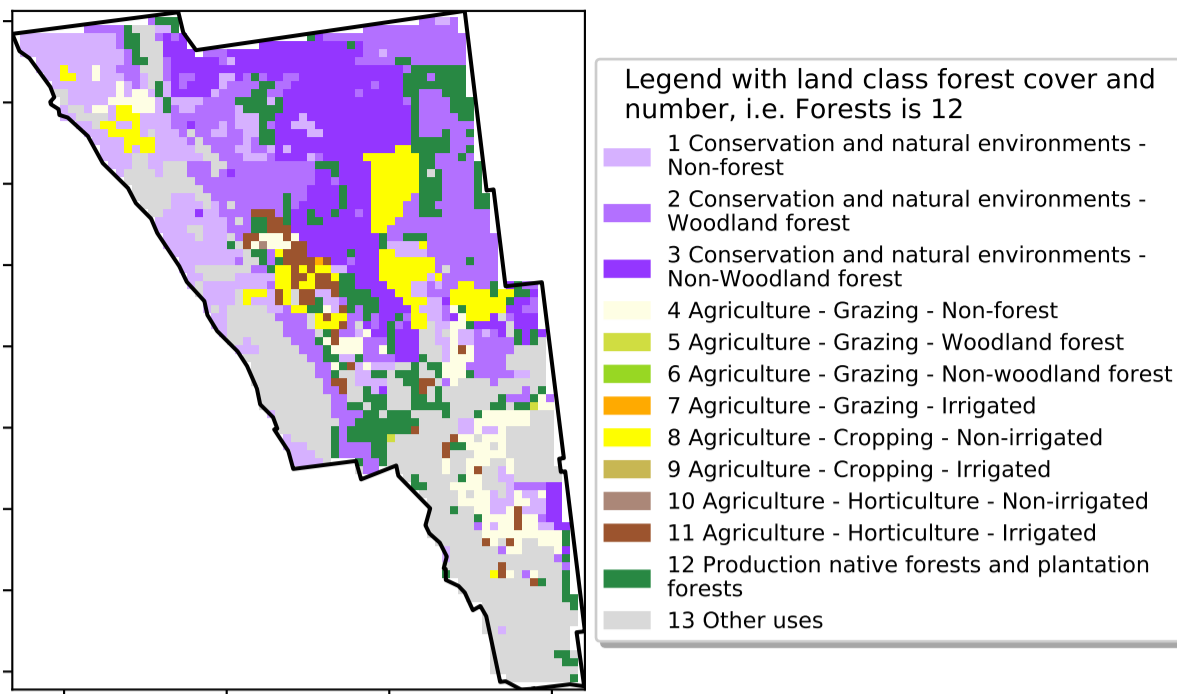 Legend with land class forest cover and
number, i.e. Forests is 12
1 Conservation and natural environments -
Non-forest
2 Conservation and natural environments -
Woodland forest
3 Conservation and natural environments -
Non-Woodland forest
4 Agriculture - Grazing - Non-forest
5 Agriculture - Grazing - Woodland forest
6 Agriculture - Grazing - Non-woodland forest
7 Agriculture - Grazing - Irrigated
8 Agriculture - Cropping - Non-irrigated
9 Agriculture - Cropping - Irrigated
10 Agriculture - Horticulture - Non-irrigated
11 Agriculture - Horticulture - Irrigated
12 Production native forests and plantation
forests
13 Other uses